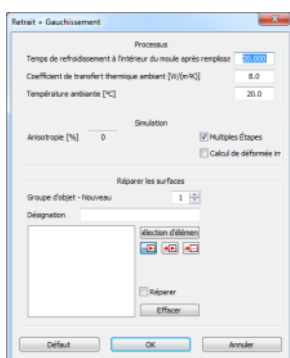 Retrait + Gauchissement
Processus
Temps de refroidissement à l'intérieur du moule après remplissa 20.000
Coefficient de transfert thermique ambiant [W/(m²K)] 8.0
Température ambiante [ºC] 20.0
Simulation
Anisotropie [%] 0 Multiples Étapes
Calcul de déformée
Réparer les surfaces
Groupe d'objet - Nouveau 1
Désignation
élection d'élémen
Réparer
Effacer
Défaut OK Annuler